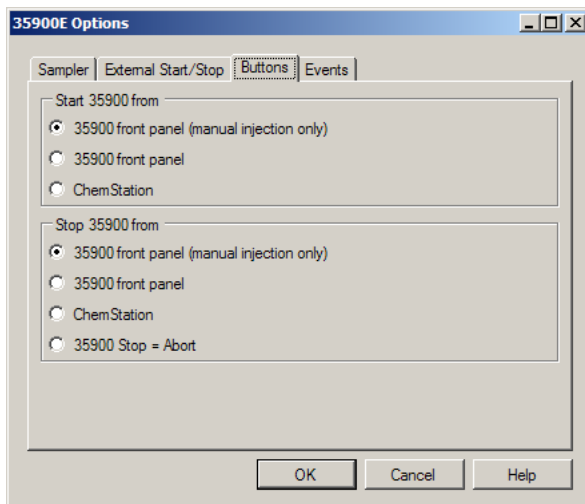 35900E Options
Sampler External Start/Stop Buttons Events
Start 35900 from
35900 front panel (manual injection only)
35900 front panel
ChemStation
Stop 35900 from
35900 front panel (manual injection only)
35900 front panel
ChemStation
35900 Stop = Abort
OK Cancel Help